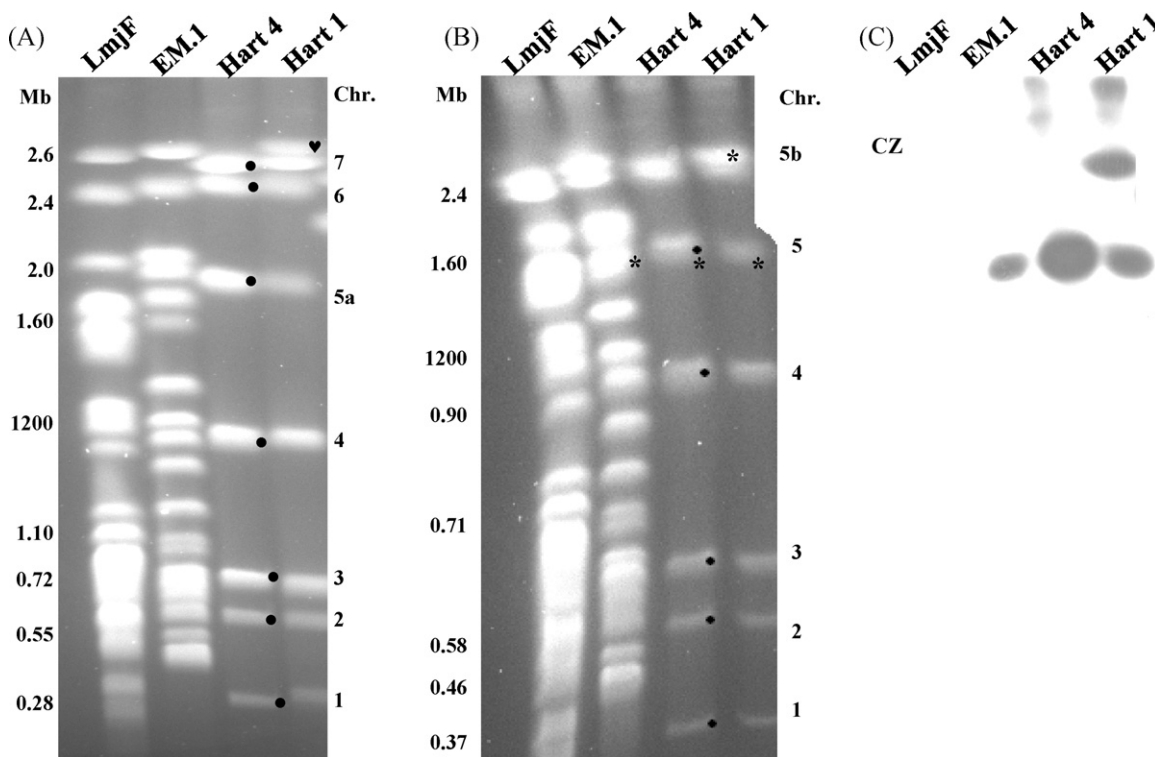 (A)
LmjF
EM.1
Hart 4
Hart 1
Mb
Chr.
2.6
7
2.4
6
2.0
5a
1.60
1200
4
1.10
0.72
3
0.55
2
0.28
1
(B)
LmjF
EM.1
Hart 4
Hart 1
Mb
Chr.
5b
2.4
5
1.60
1200
4
0.90
0.71
3
0.58
2
0.46
1
0.37
(C)
LmjF
EM.1
Hart 4
Hart 1
CZ